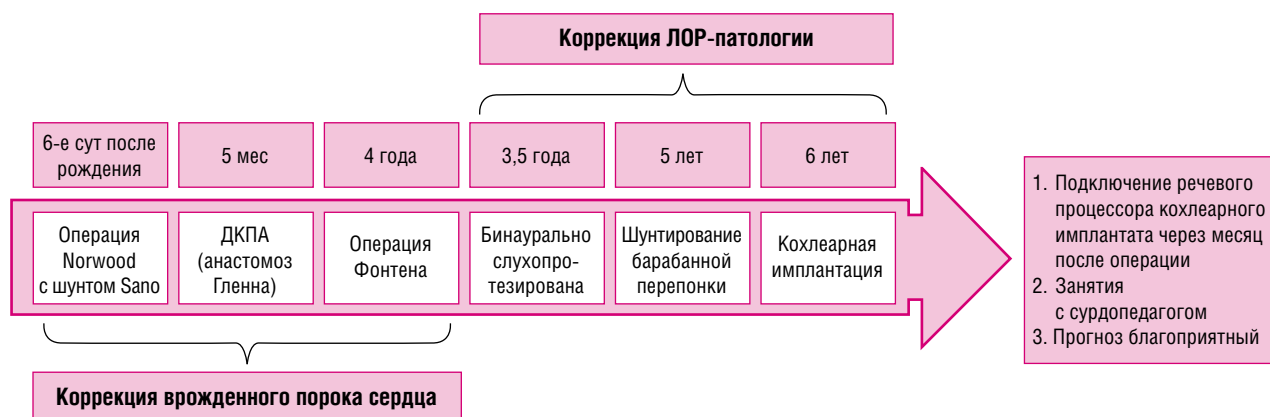 Коррекция ЛОР-патологии
6-е сут после
рождения
5 мес
4 года
3,5 года
5 лет
6 лет
Операция
Norwood
с шунтом Sano
ДКПА
(анастомоз
Гленна)
Операция
Фонтена
Бинаурально
слухопро-
тезирована
Шунтирование
барабанной
перепонки
Кохлеарная
имплантация
1. Подключение речевого
процессора кохлеарного
имплантата через месяц
после операции
2. Занятия
с сурдопедагогом
3. Прогноз благоприятный
Коррекция врожденного порока сердца